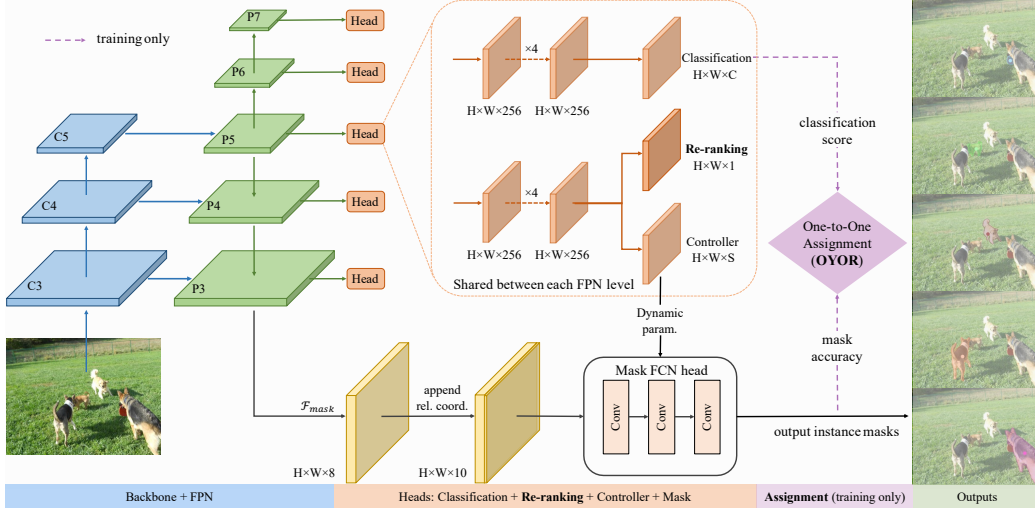 training only
P7
Head
P6
Head
C5
P5
Head
C4
P4
Head
C3
P3
Head
×4
H×W×256
H×W×256
Classification
H×W×C
Re-ranking
H×W×1
×4
H×W×256
H×W×256
Controller
H×W×S
Shared between each FPN level
classification
score
One-to-One
Assignment
(OYOR)
mask
accuracy
Dynamic
param.
Mask FCN head
Conv
Conv
Conv
ℱmask
append
rel. coord.
H×W×8
H×W×10
output instance masks
Backbone + FPN
Heads: Classification + Re-ranking + Controller + Mask
Assignment (training only)
Outputs